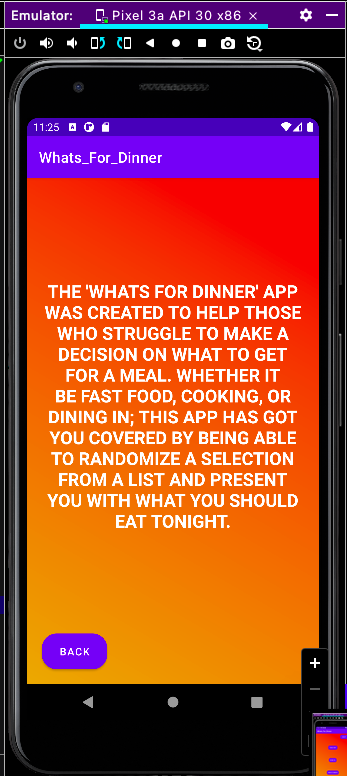 Emulator: Pixel 3a API 30 x86
11:25
Whats_For_Dinner
THE 'WHATS FOR DINNER' APP
WAS CREATED TO HELP THOSE
WHO STRUGGLE TO MAKE A
DECISION ON WHAT TO GET
FOR A MEAL. WHETHER IT
BE FAST FOOD, COOKING, OR
DINING IN; THIS APP HAS GOT
YOU COVERED BY BEING ABLE
TO RANDOMIZE A SELECTION
FROM A LIST AND PRESENT
YOU WITH WHAT YOU SHOULD
EAT TONIGHT.
BACK